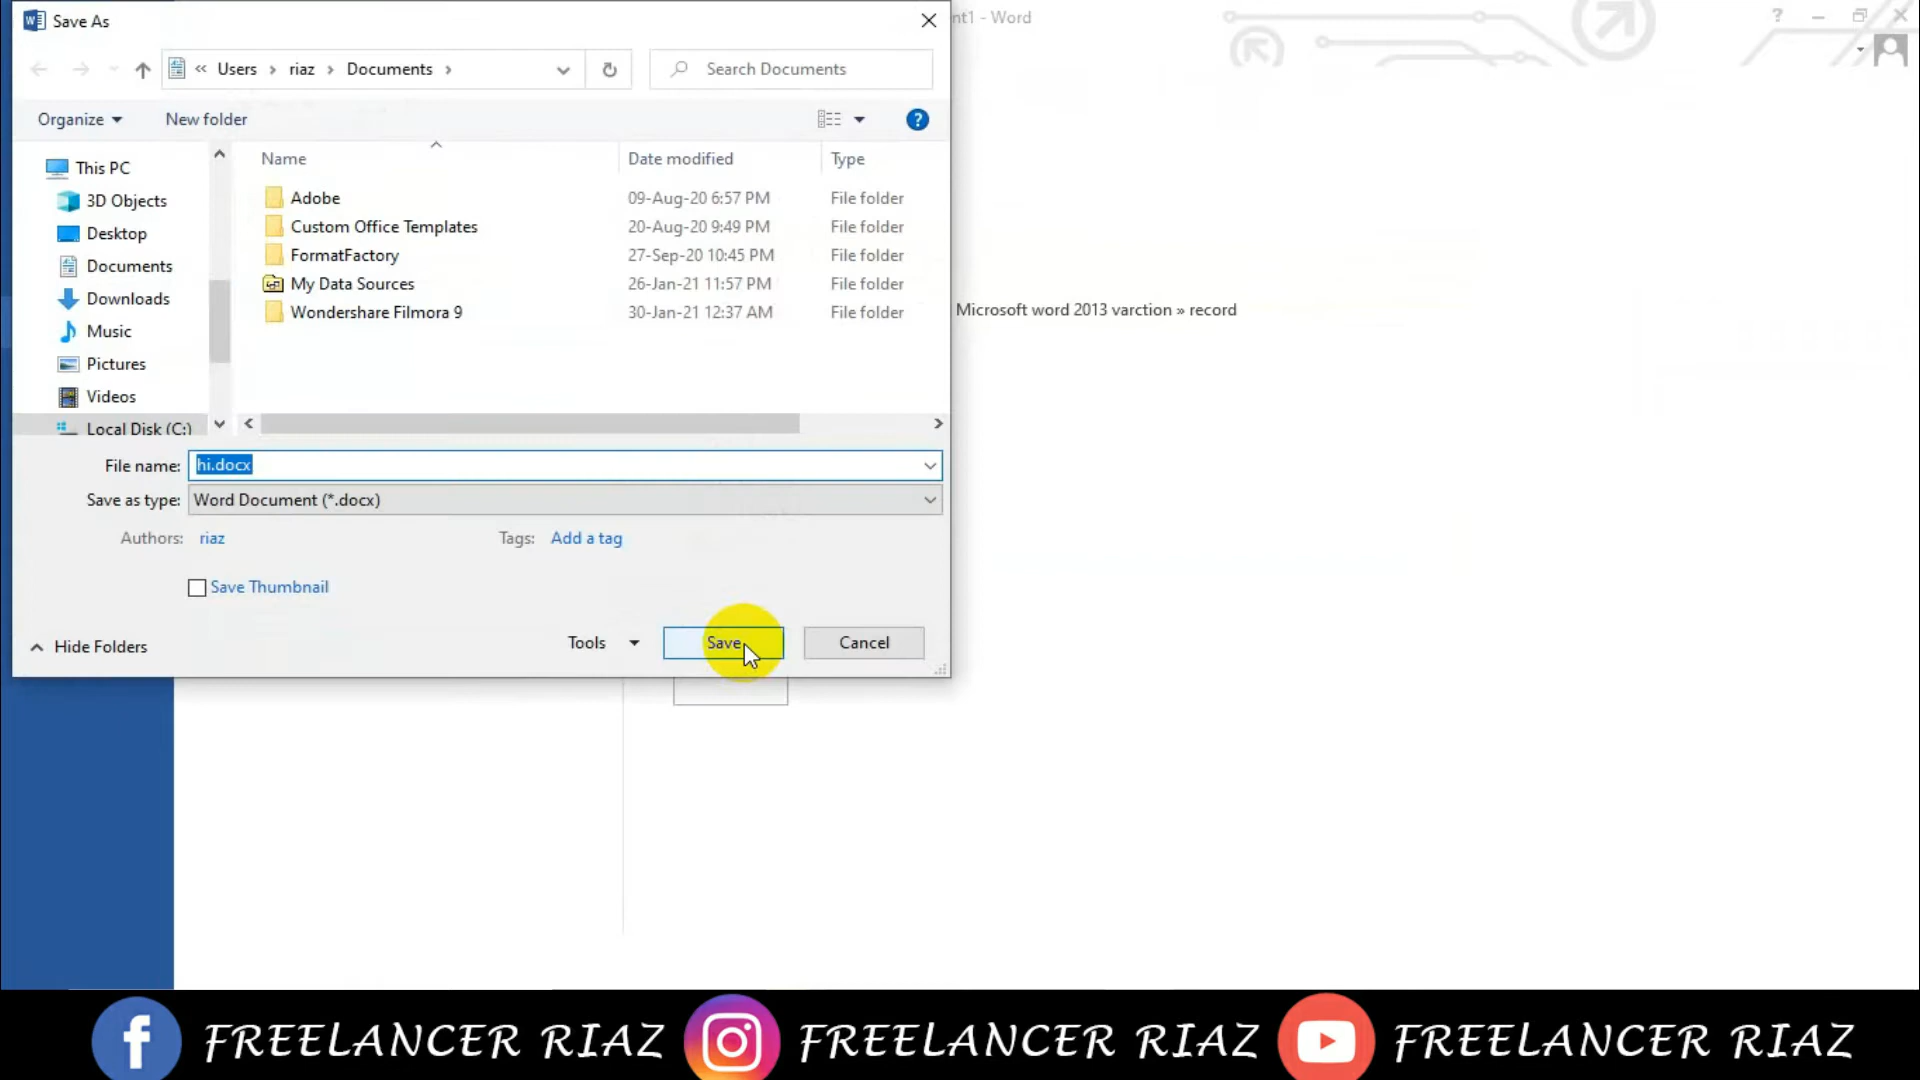 Save As
nt1 - Word
« Users › riaz › Documents ›
Search Documents
Organize
New folder
Name
Date modified
Type
This PC
3D Objects
Desktop
Documents
Downloads
Music
Pictures
Videos
Local Disk (C:)
Adobe 09-Aug-20 6:57 PM File folder
Custom Office Templates 20-Aug-20 9:49 PM File folder
FormatFactory 27-Sep-20 10:45 PM File folder
My Data Sources 26-Jan-21 11:57 PM File folder
Wondershare Filmora 9 30-Jan-21 12:37 AM File folder
Microsoft word 2013 varction » record
File name: hi.docx
Save as type: Word Document (*.docx)
Authors: riaz
Tags: Add a tag
Save Thumbnail
Hide Folders
Tools
Save
Cancel
FREELANCER RIAZ
FREELANCER RIAZ
FREELANCER RIAZ